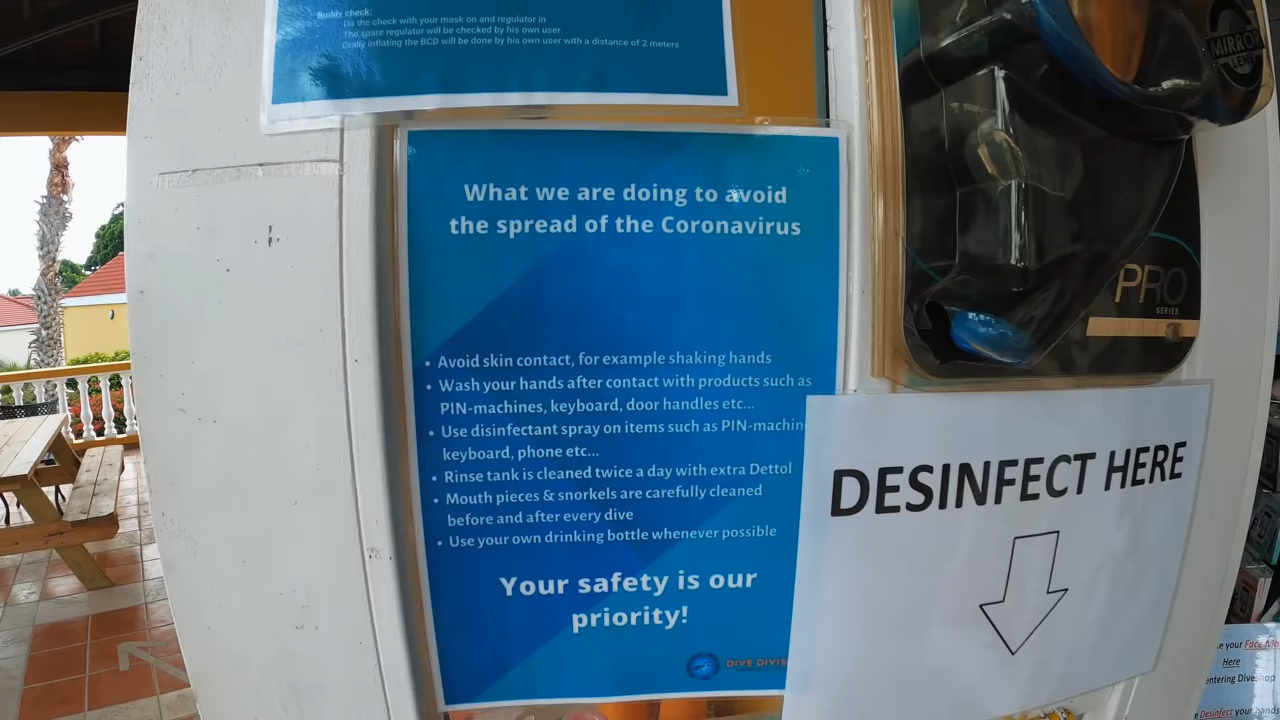 Buddy check:
Do the check with your mask on and regulator in
The spare regulator will be checked by his own user
Orally inflating the BCD will be done by his own user with a distance of 2 meters
What we are doing to avoid
the spread of the Coronavirus
• Avoid skin contact, for example shaking hands
• Wash your hands after contact with products such as
PIN-machines, keyboard, door handles etc...
• Use disinfectant spray on items such as PIN-machin
keyboard, phone etc...
• Rinse tank is cleaned twice a day with extra Dettol
• Mouth pieces & snorkels are carefully cleaned
before and after every dive
• Use your own drinking bottle whenever possible
Your safety is our
priority!
DIVE DIVIS
MIRRO
LENS
PRO
SERIES
DESINFECT HERE
e your Face Ma
Here
entering Diveshop
e Desinfect your hands